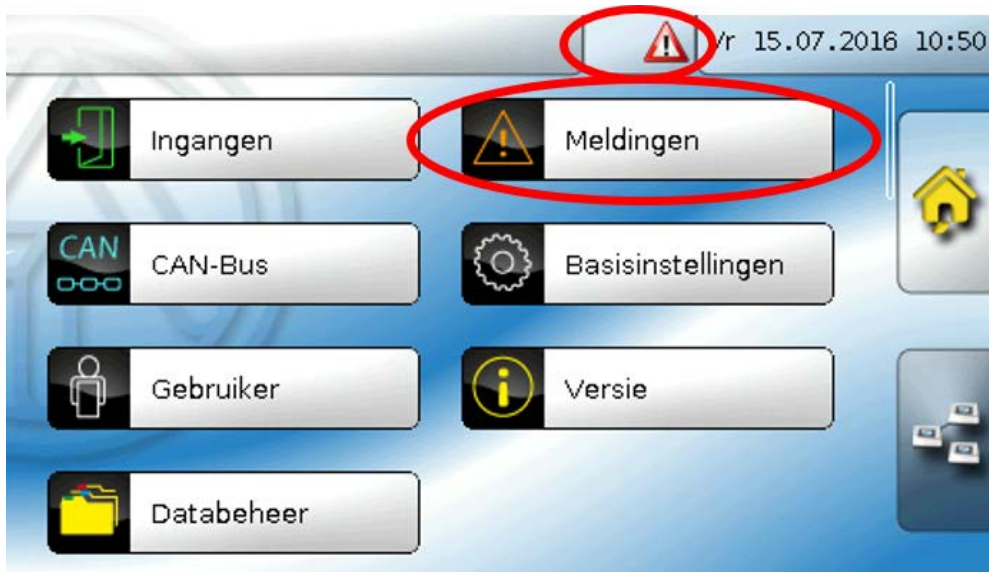 Vr 15.07.2016 10:50
Ingangen
Meldingen
CAN
CAN-Bus
Basisinstellingen
Gebruiker
Versie
Databeheer